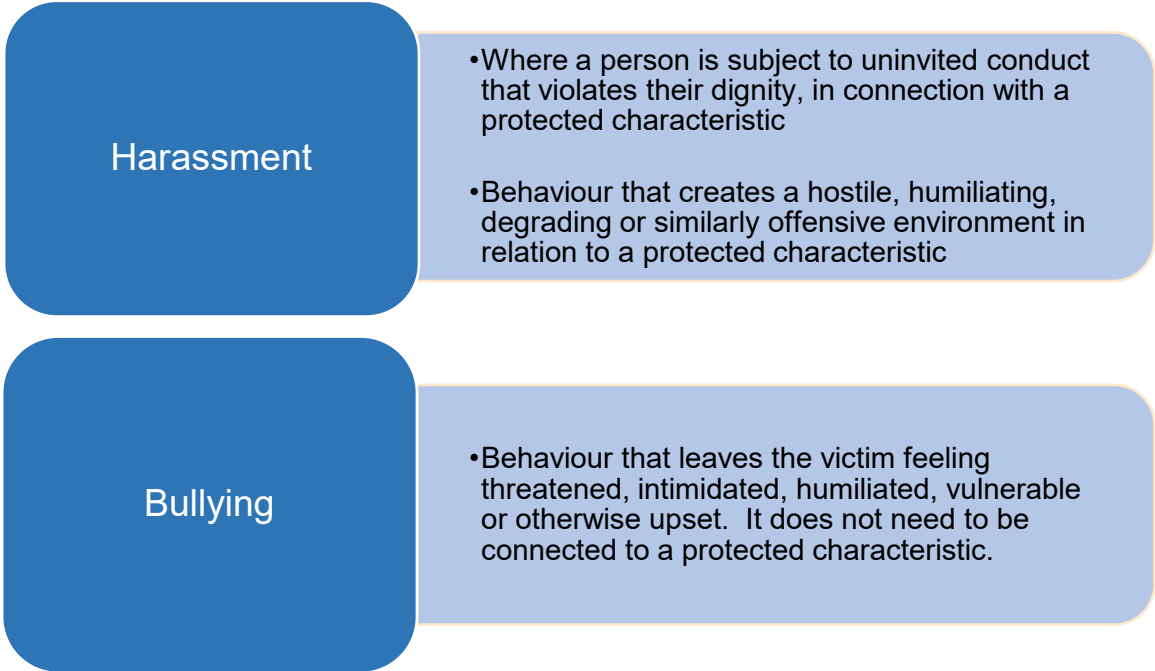 Harassment
•Where a person is subject to uninvited conduct
that violates their dignity, in connection with a
protected characteristic
•Behaviour that creates a hostile, humiliating,
degrading or similarly offensive environment in
relation to a protected characteristic
Bullying
•Behaviour that leaves the victim feeling
threatened, intimidated, humiliated, vulnerable
or otherwise upset.  It does not need to be
connected to a protected characteristic.